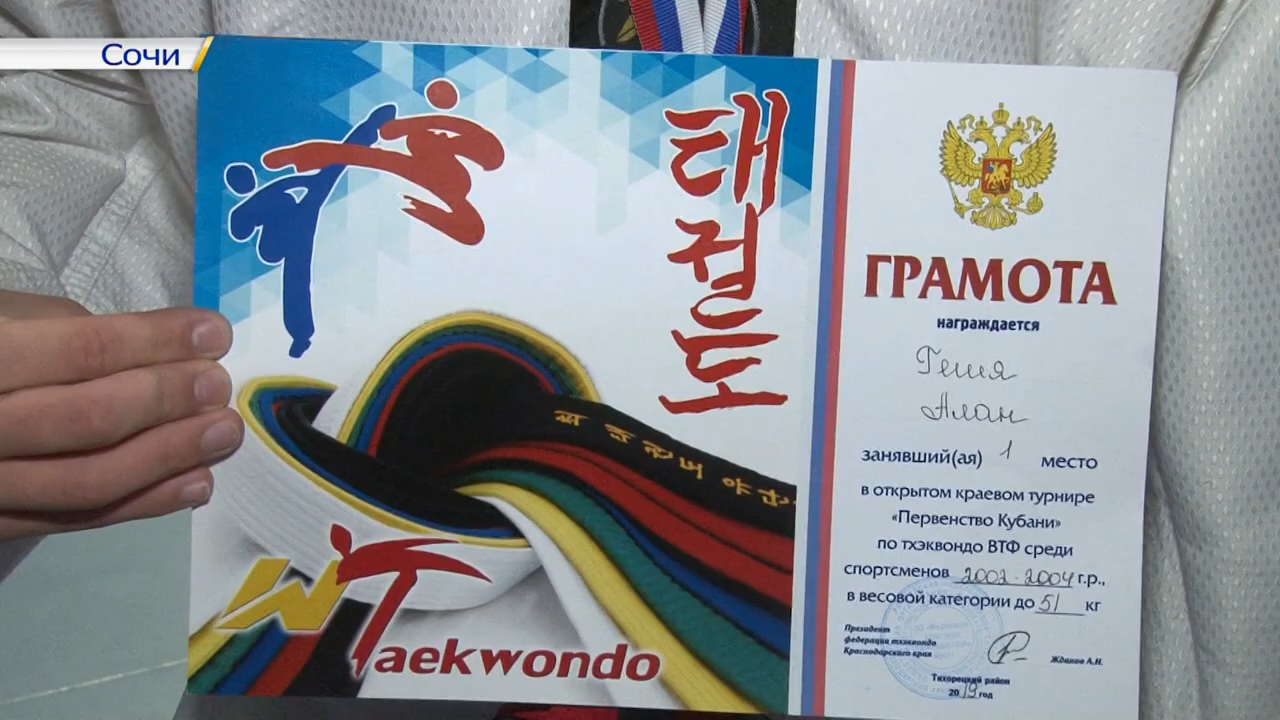 Сочи
태권도
WT
Taekwondo
ГРАМОТА
награждается
Гешя
Алан
занявший(ая) 1 место
в открытом краевом турнире
«Первенство Кубани»
по тхэквондо ВТФ среди
спортсменов 2002-2004 г.р.,
в весовой категории до 51 кг
Президент
федерации тхэквондо
Краснодарского края
Жданов А.Н.
Тихорецкий район
2019 год